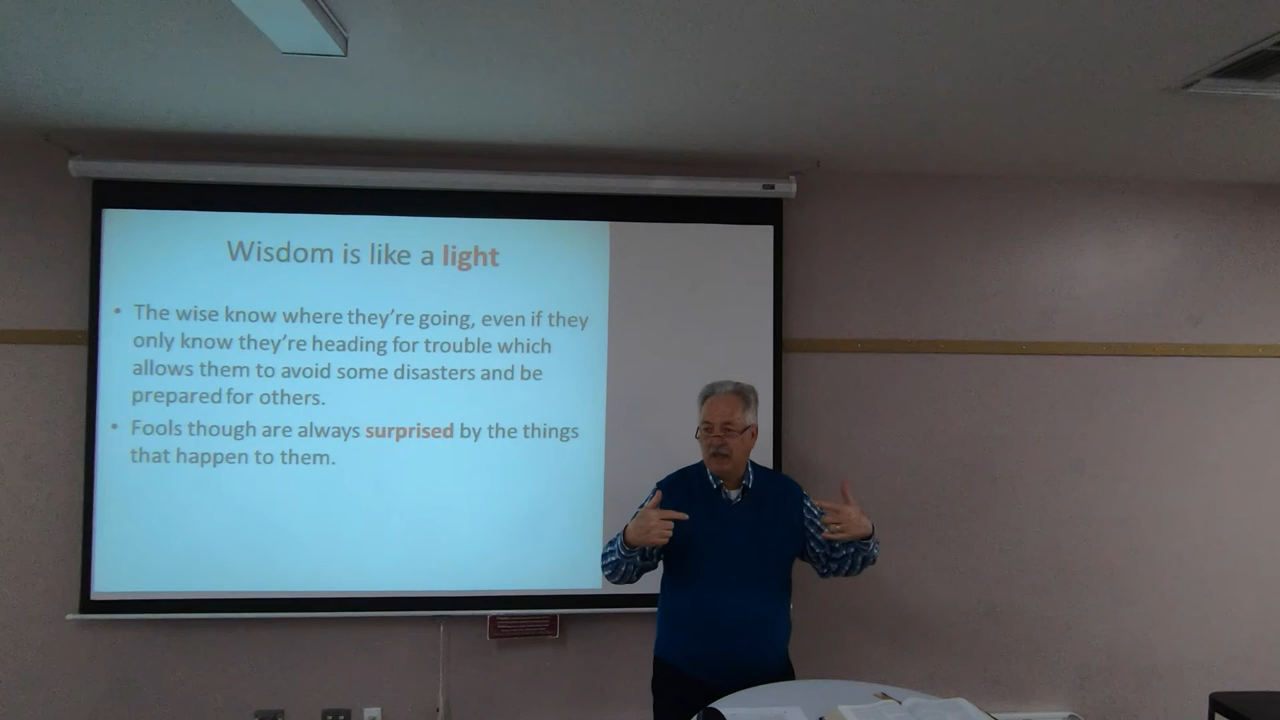 Wisdom is like a light
• The wise know where they're going, even if they
only know they're heading for trouble which
allows them to avoid some disasters and be
prepared for others.
• Fools though are always surprised by the things
that happen to them.